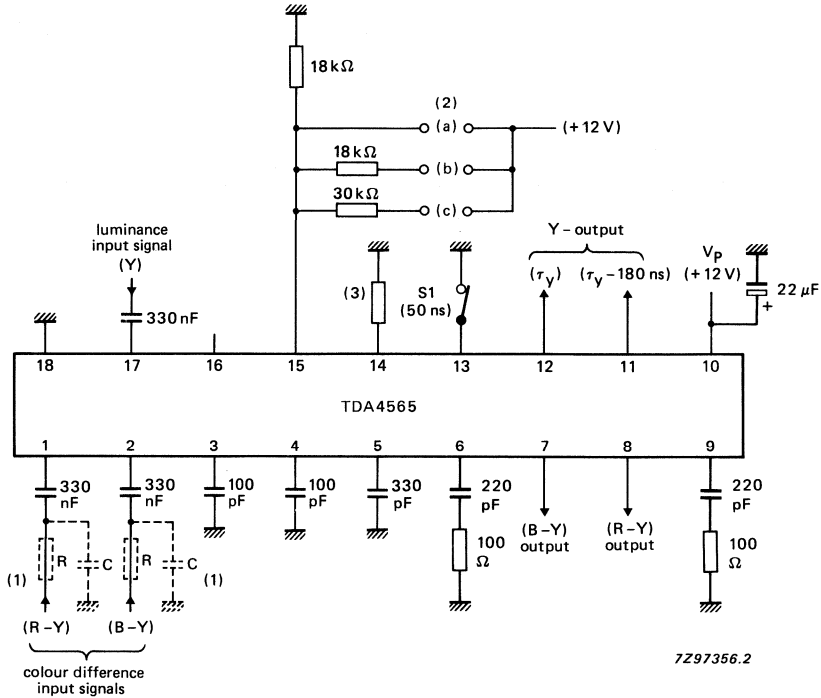 18 kΩ
(2)
(a)
(+12 V)
18 kΩ
(b)
30 kΩ
(c)
luminance
input signal
(Y)
330 nF
(3)
S1
(50 ns)
Y – output
(τy)
(τy – 180 ns)
VP
(+12 V)
22 µF
+
18
17
16
15
14
13
12
11
10
TDA4565
1
2
3
4
5
6
7
8
9
330
nF
330
nF
100
pF
100
pF
330
pF
220
pF
100
Ω
(B–Y)
output
(R–Y)
output
220
pF
100
Ω
(1)
R
C
R
C
(1)
(R–Y)
(B–Y)
colour difference
input signals
7Z97356.2